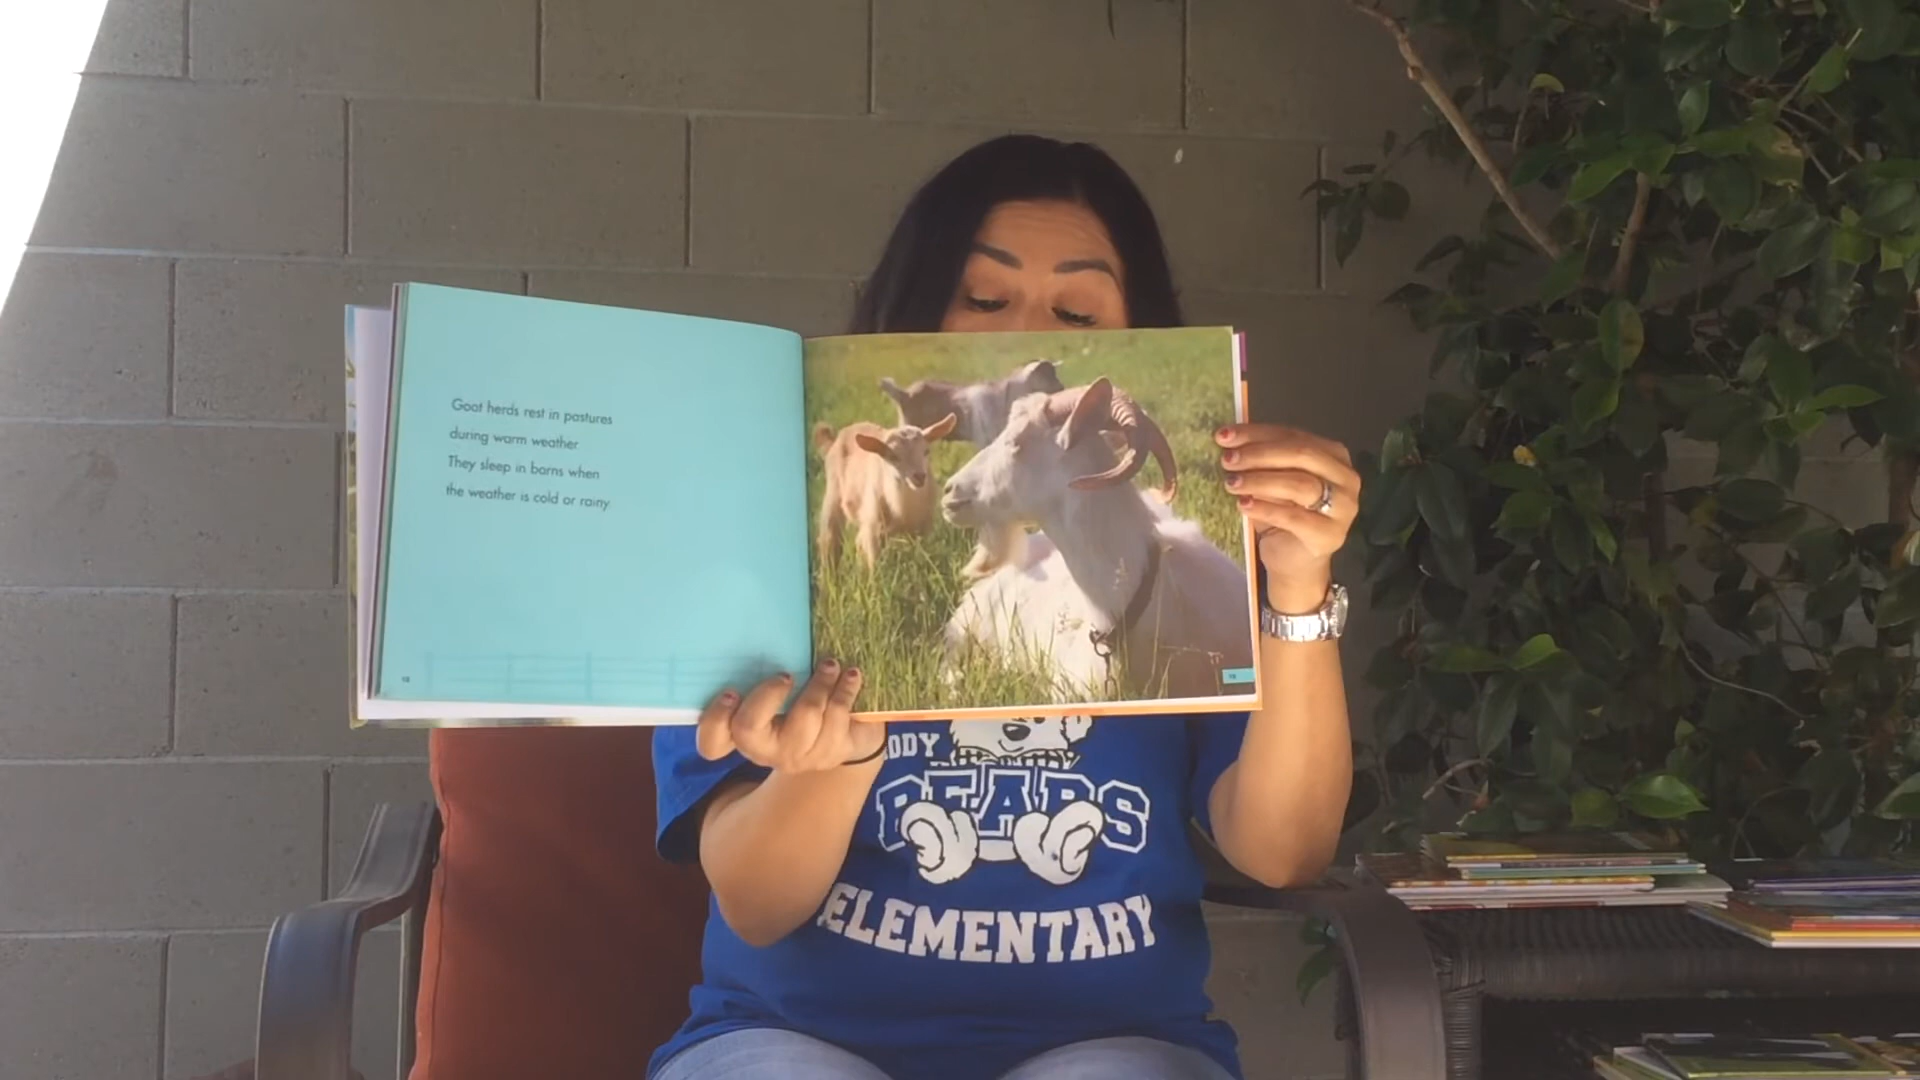 Goat herds rest in pastures
during warm weather.
They sleep in barns when
the weather is cold or rainy.
BEARS
ELEMENTARY